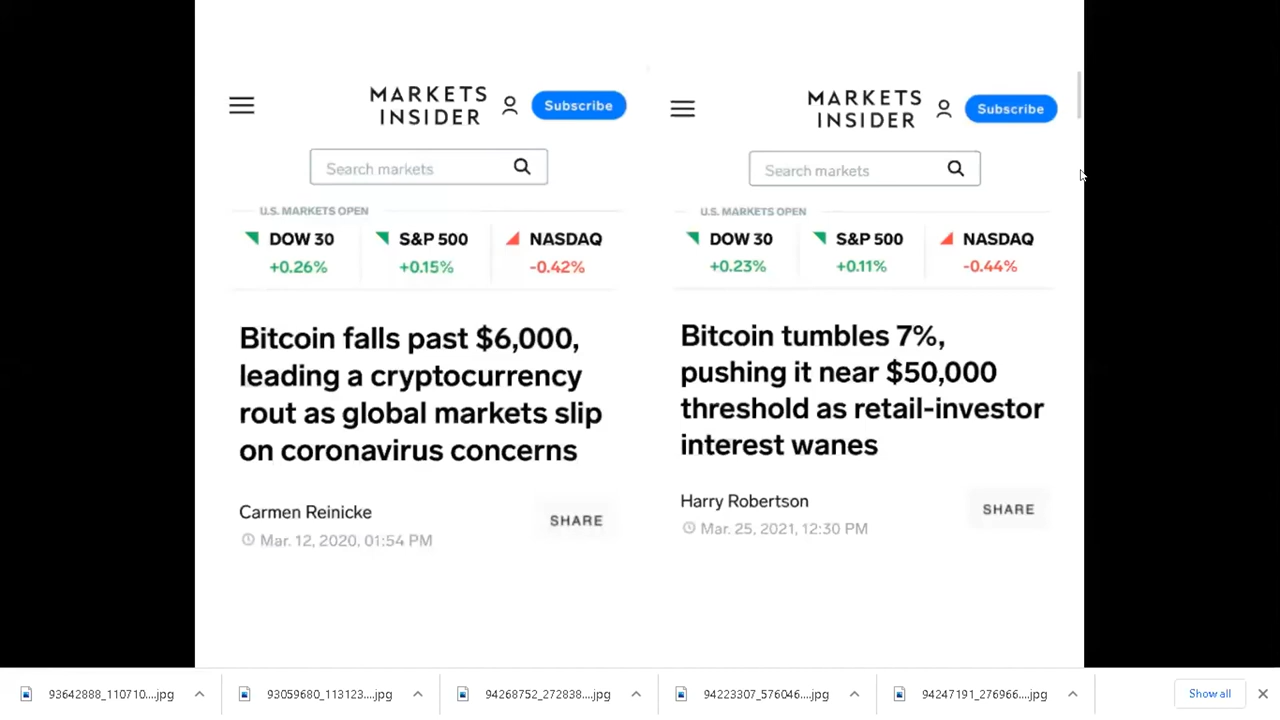 MARKETS
INSIDER
Subscribe
Search markets
U.S. MARKETS OPEN
DOW 30
+0.26%
S&P 500
+0.15%
NASDAQ
-0.42%
Bitcoin falls past $6,000,
leading a cryptocurrency
rout as global markets slip
on coronavirus concerns
Carmen Reinicke
SHARE
Mar. 12, 2020, 01:54 PM
MARKETS
INSIDER
Subscribe
Search markets
U.S. MARKETS OPEN
DOW 30
+0.23%
S&P 500
+0.11%
NASDAQ
-0.44%
Bitcoin tumbles 7%,
pushing it near $50,000
threshold as retail-investor
interest wanes
Harry Robertson
SHARE
Mar. 25, 2021, 12:30 PM
93642888_110710....jpg
93059680_113123....jpg
94268752_272838....jpg
94223307_576046....jpg
94247191_276966....jpg
Show all